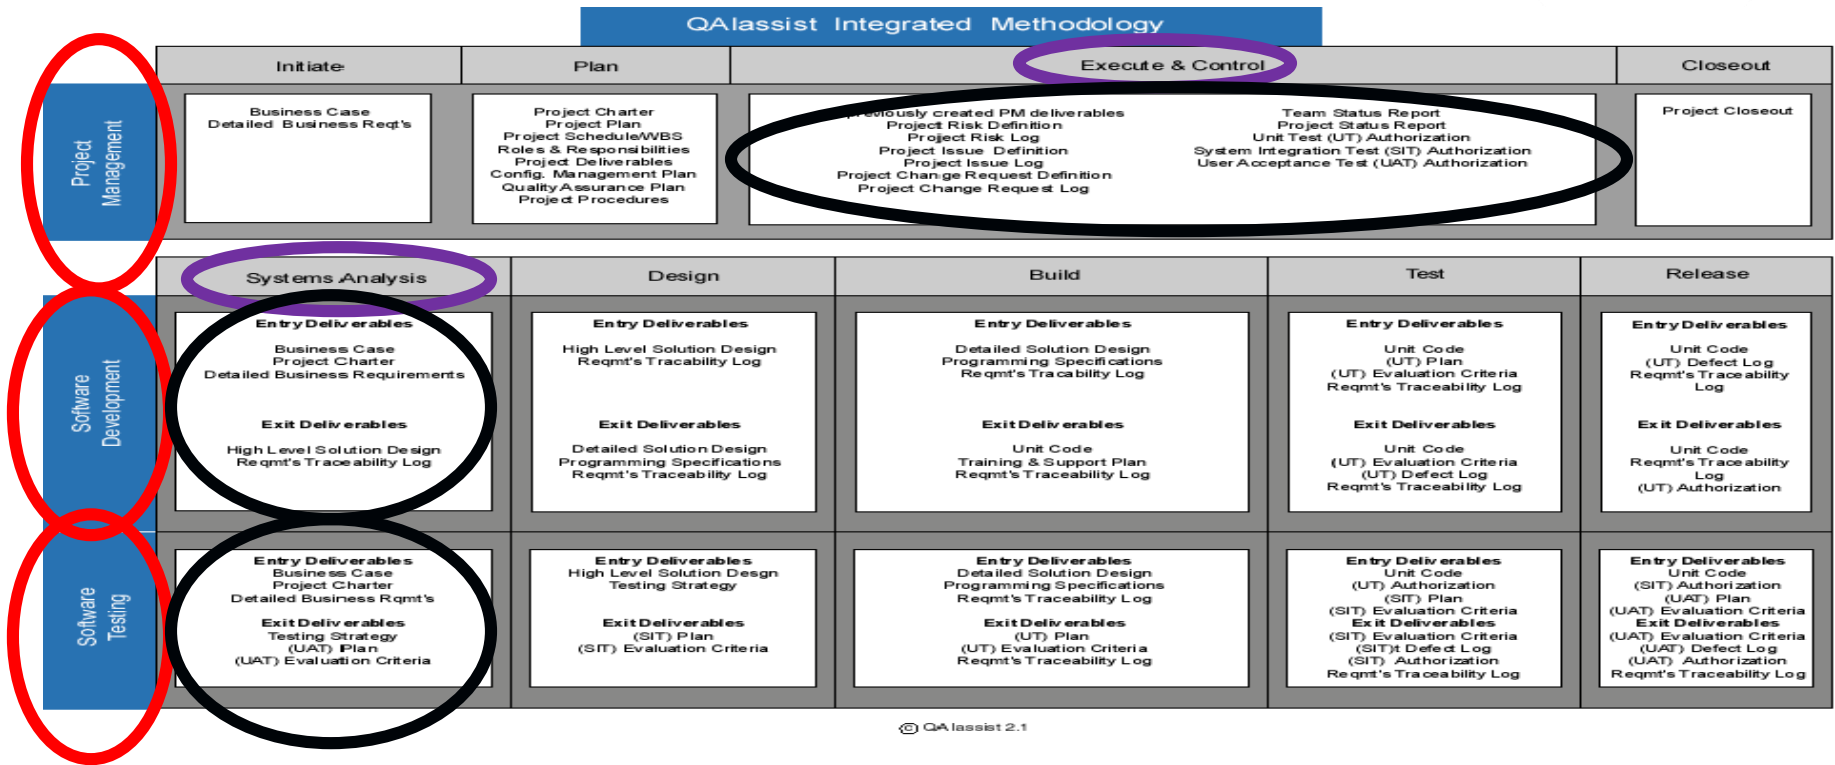 QAIassist Integrated Methodology
Initiate
Plan
Execute & Control
Closeout
Project
Management
Business Case
Detailed Business Reqt's
Project Charter
Project Plan
Project Schedule/WBS
Roles & Responsibilities
Project Deliverables
Config. Management Plan
Quality Assurance Plan
Project Procedures
created PM deliverables
Project Risk Definition
Project Risk Log
Project Issue Definition
Project Issue Log
Project Change Request Definition
Project Change Request Log
Team Status Report
Project Status Report
Unit Test (UT) Authorization
System Integration Test (SIT) Authorization
User Acceptance Test (UAT) Authorization
Project Closeout
Systems Analysis
Design
Build
Test
Release
Software
Development
Entry Deliverables
Business Case
Project Charter
Detailed Business Requirements
Exit Deliverables
High Level Solution Design
Reqmt's Traceability Log
Entry Deliverables
High Level Solution Design
Reqmt's Tracability Log
Exit Deliverables
Detailed Solution Design
Programming Specifications
Reqmt's Traceability Log
Entry Deliverables
Detailed Solution Design
Programming Specifications
Reqmt's Tracability Log
Exit Deliverables
Unit Code
Training & Support Plan
Reqmt's Traceability Log
Entry Deliverables
Unit Code
(UT) Plan
(UT) Evaluation Criteria
Reqmt's Traceability Log
Exit Deliverables
Unit Code
(UT) Evaluation Criteria
(UT) Defect Log
Reqmt's Traceability Log
Entry Deliverables
Unit Code
(UT) Defect Log
Reqmt's Traceability
Log
Exit Deliverables
Unit Code
Reqmt's Traceability
Log
(UT) Authorization
Software
Testing
Entry Deliverables
Business Case
Project Charter
Detailed Business Rqmt's
Exit Deliverables
Testing Strategy
(UAT) Plan
(UAT) Evaluation Criteria
Entry Deliverables
High Level Solution Desgn
Testing Strategy
Exit Deliverables
(SIT) Plan
(SIT) Evaluation Criteria
Entry Deliverables
Detailed Solution Design
Programming Specifications
Reqmt's Traceability Log
Exit Deliverables
(UT) Plan
(UT) Evaluation Criteria
Reqmt's Traceability Log
Entry Deliverables
Unit Code
(UT) Authorization
(SIT) Plan
(SIT) Evaluation Criteria
Exit Deliverables
(SIT) Evaluation Criteria
(SIT)t Defect Log
(SIT) Authorization
Reqmt's Traceability Log
Entry Deliverables
Unit Code
(SIT) Authorization
(UAT) Plan
(UAT) Evaluation Criteria
Exit Deliverables
(UAT) Evaluation Criteria
(UAT) Defect Log
(UAT) Authorization
Reqmt's Traceability Log
© QAIassist 2.1